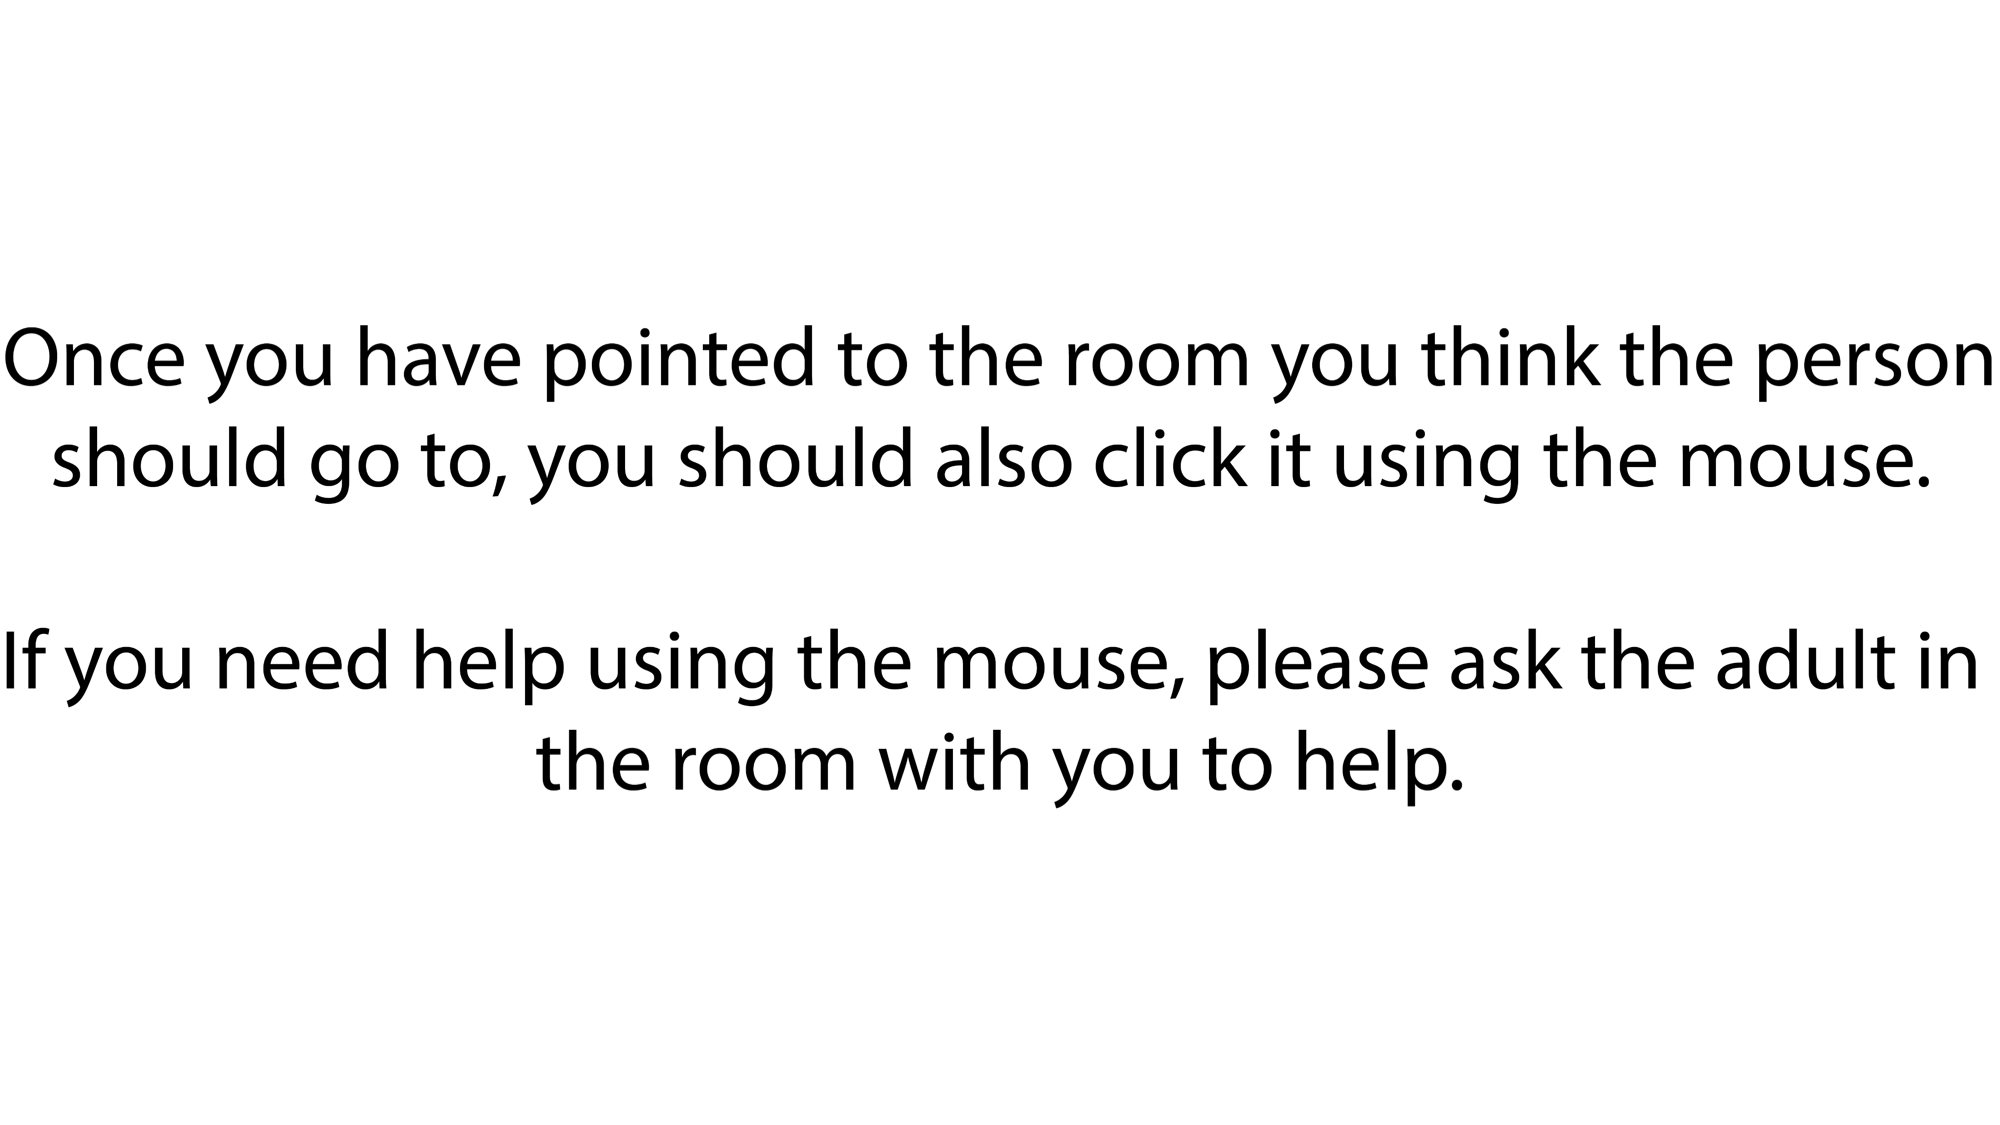 Once you have pointed to the room you think the person
should go to, you should also click it using the mouse.
If you need help using the mouse, please ask the adult in
the room with you to help.